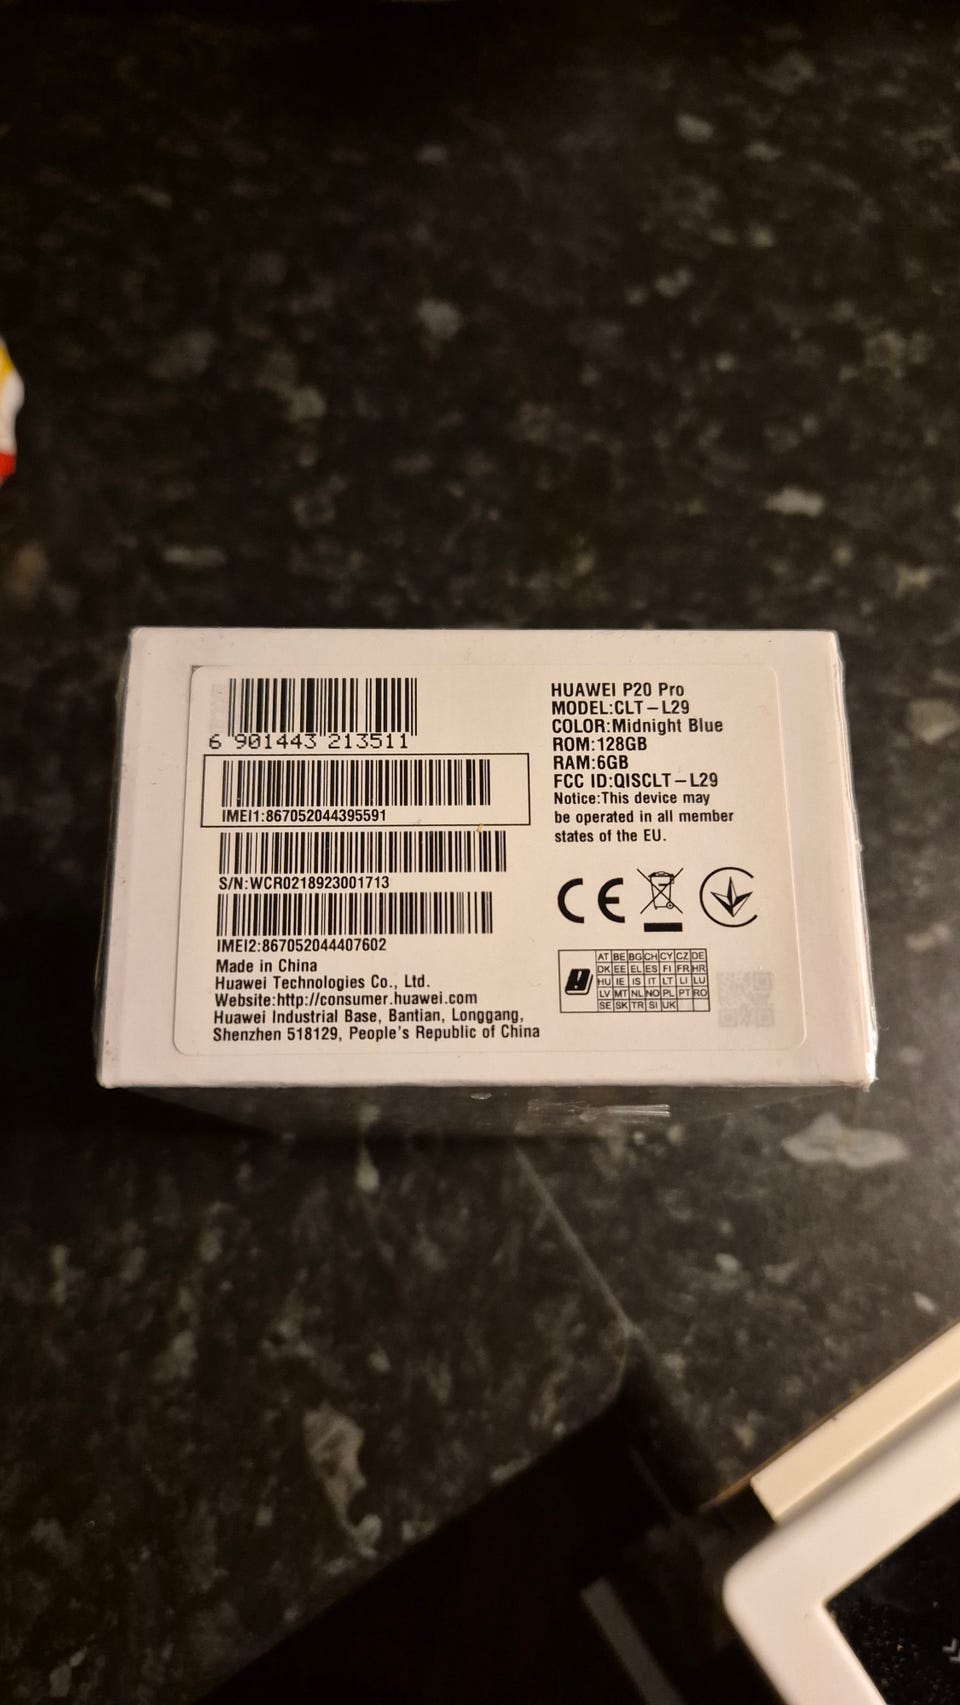 6 901443 213511
IMEI1:867052044395591
S/N:WCR0218923001713
IMEI2:867052044407602
Made in China
Huawei Technologies Co., Ltd.
Website:http://consumer.huawei.com
Huawei Industrial Base, Bantian, Longgang,
Shenzhen 518129, People's Republic of China
HUAWEI P20 Pro
MODEL:CLT-L29
COLOR:Midnight Blue
ROM:128GB
RAM:6GB
FCC ID:QISCLT-L29
Notice:This device may
be operated in all member
states of the EU.
CE
AT BE BG CH CY CZ DE
DK EE EL ES FI FR HR
HU IE IS IT LT LI LU
LV MT NL NO PL PT RO
SE SK TR SI UK